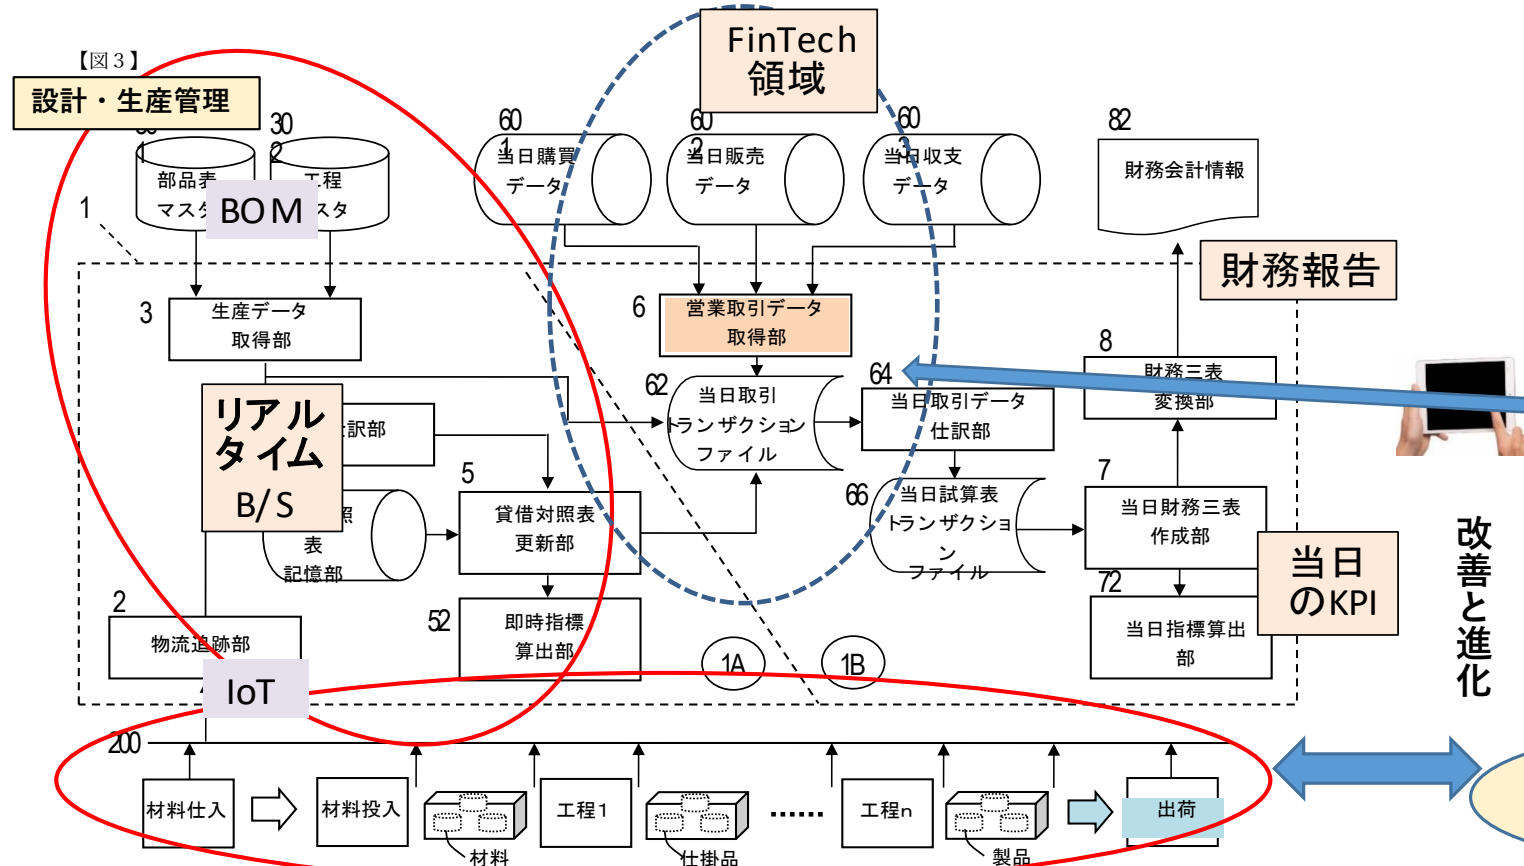 FinTech
領域
【図3】
設計・生産管理
30
2
60
1
60
2
60
3
82
部品表
マスタ
工程
スタ
BOM
当日購買
データ
当日販売
データ
当日収支
データ
財務会計情報
1
財務報告
3
生産データ
取得部
6
営業取引データ
取得部
8
財務三表
変換部
62
当日取引
トランザクション
ファイル
64
当日取引データ
仕訳部
リアル
タイム
B/S
訳部
5
貸借対照表
更新部
照
表
記憶部
66
当日試算表
トランザクショ
ン
ファイル
7
当日財務三表
作成部
当日
のKPI
改善と進化
2
物流追跡部
52
即時指標
算出部
72
当日指標算出
部
1A
1B
IoT
200
材料仕入
材料投入
材料
工程1
仕掛品
……
工程n
製品
出荷